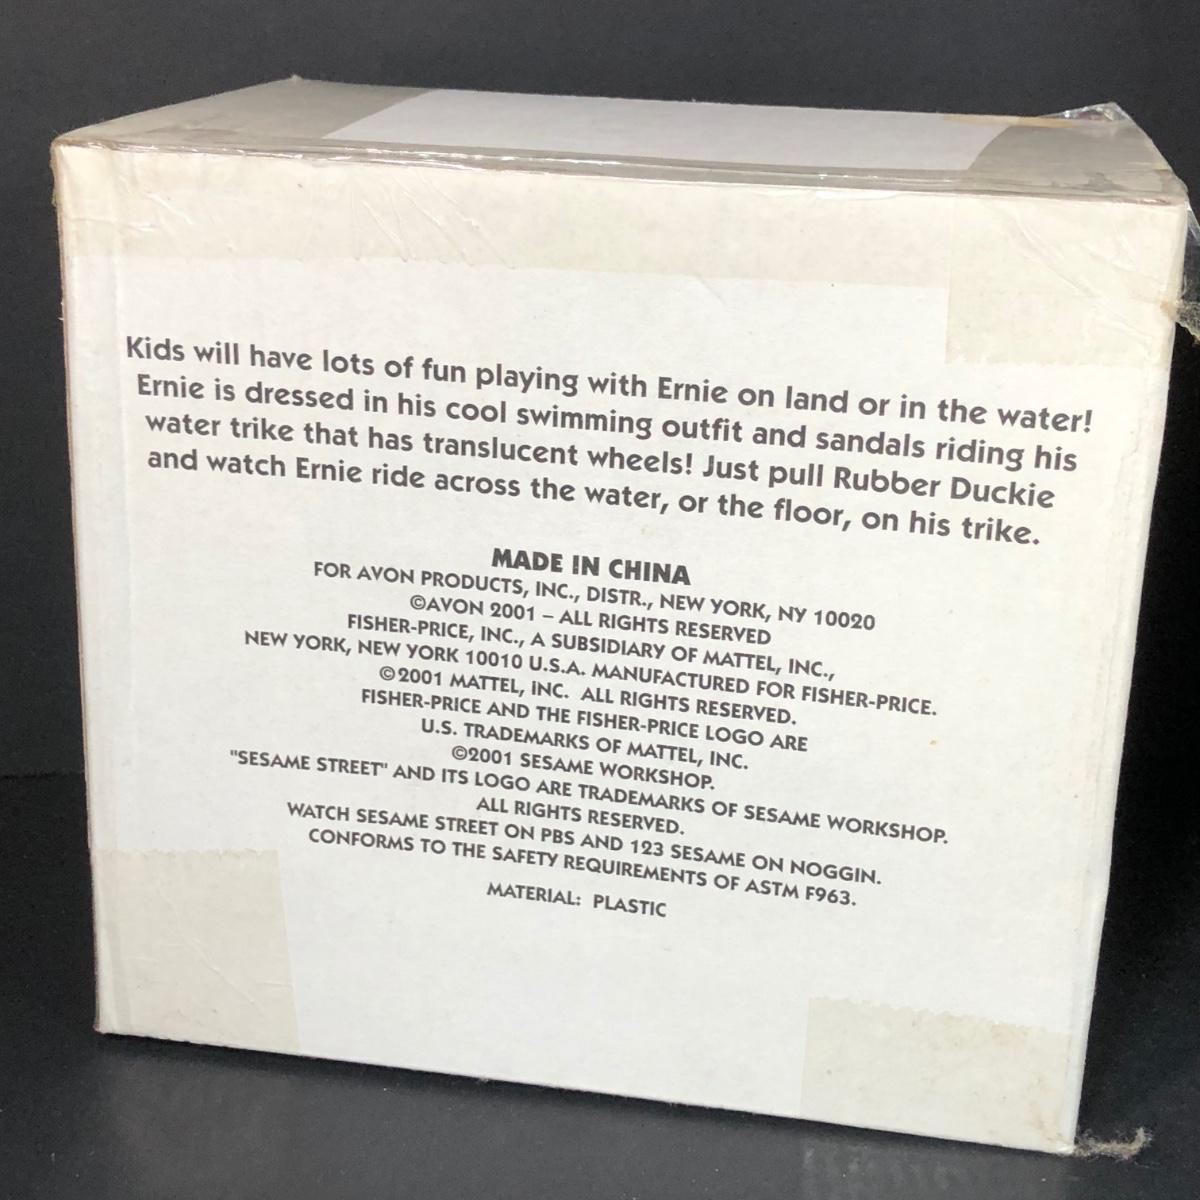 Kids will have lots of fun playing with Ernie on land or in the water!
Ernie is dressed in his cool swimming outfit and sandals riding his
water trike that has translucent wheels! Just pull Rubber Duckie
and watch Ernie ride across the water, or the floor, on his trike.
MADE IN CHINA
FOR AVON PRODUCTS, INC., DISTR., NEW YORK, NY 10020
©AVON 2001 – ALL RIGHTS RESERVED
FISHER-PRICE, INC., A SUBSIDIARY OF MATTEL, INC.,
NEW YORK, NEW YORK 10010 U.S.A. MANUFACTURED FOR FISHER-PRICE.
©2001 MATTEL, INC. ALL RIGHTS RESERVED.
FISHER-PRICE AND THE FISHER-PRICE LOGO ARE
U.S. TRADEMARKS OF MATTEL, INC.
©2001 SESAME WORKSHOP.
"SESAME STREET" AND ITS LOGO ARE TRADEMARKS OF SESAME WORKSHOP.
ALL RIGHTS RESERVED.
WATCH SESAME STREET ON PBS AND 123 SESAME ON NOGGIN.
CONFORMS TO THE SAFETY REQUIREMENTS OF ASTM F963.
MATERIAL: PLASTIC